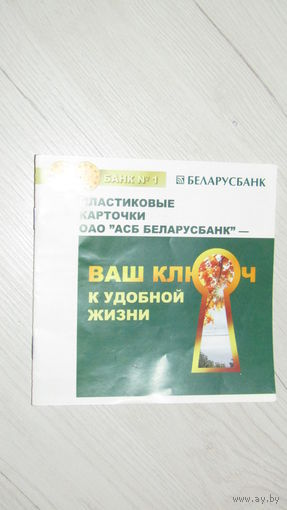 БАНК № 1
БЕЛАРУСБАНК
ПЛАСТИКОВЫЕ
КАРТОЧКИ
ОАО "АСБ БЕЛАРУСБАНК" —
ВАШ КЛЮЧ
К УДОБНОЙ
ЖИЗНИ
www.ay.by